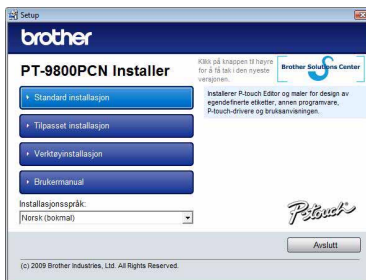 Setup
brother
PT-9800PCN Installer
Klikk på knappen til høyre
for å få tak i den nyeste
versjonen.
Brother Solutions Center
Standard installasjon
Installerer P-touch Editor og maler for design av
egendefinerte etiketter, annen programvare,
P-touch-drivere og bruksanvisningen.
Tilpasset installasjon
Verktøyinstallasjon
Brukermanual
Installasjonsspråk:
Norsk (bokmal)
P-touch
Avslutt
(c) 2009 Brother Industries, Ltd. All Rights Reserved.